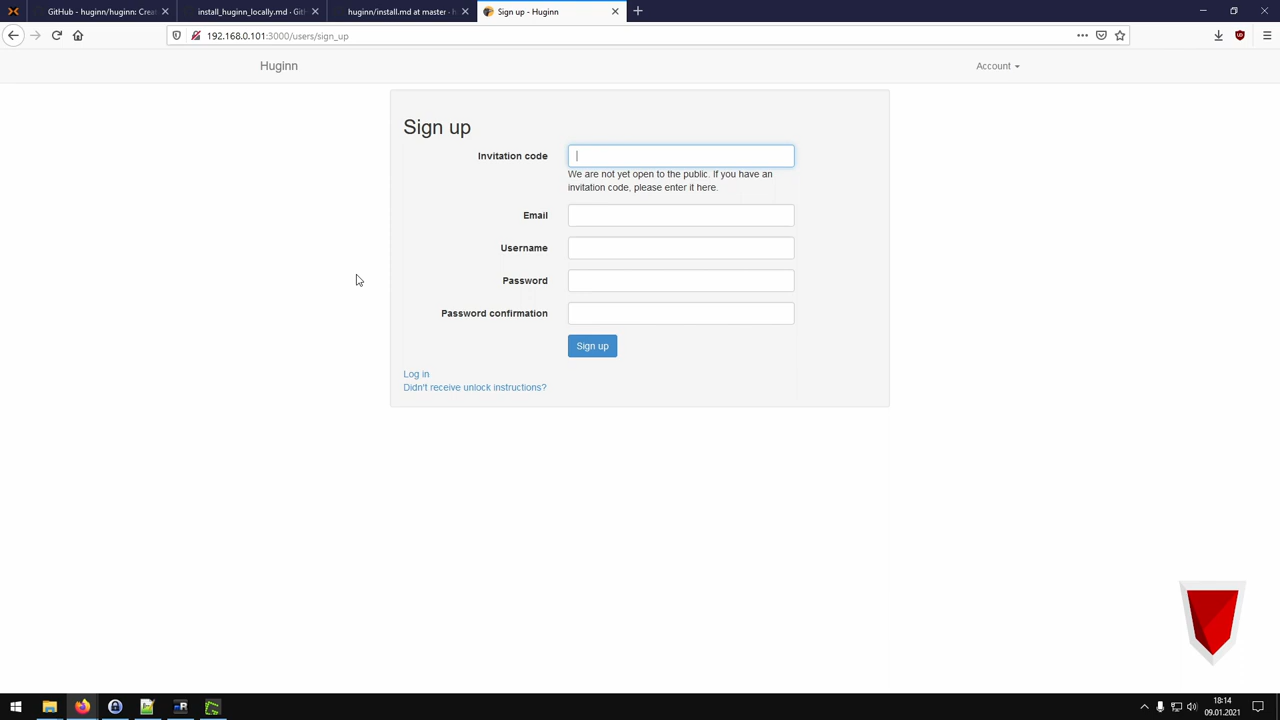 GitHub - huginn/huginn: Crea
install_huginn_locally.md · Gith
huginn/install.md at master · h
Sign up - Huginn
192.168.0.101:3000/users/sign_up
Huginn
Account
Sign up
Invitation code
We are not yet open to the public. If you have an
invitation code, please enter it here.
Email
Username
Password
Password confirmation
Sign up
Log in
Didn't receive unlock instructions?
18:14
09.01.2021